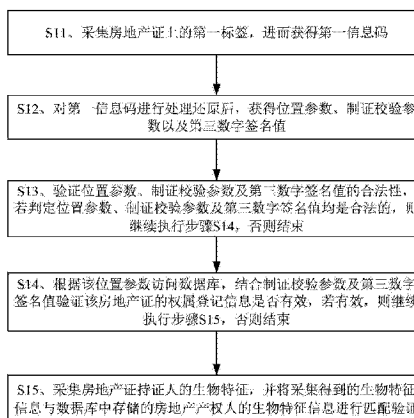 S11、采集房地产证上的第一标签，进而获得第一信息码
S12、对第一信息码进行处理还原后，获得位置参数、制证校验参
数以及第三数字签名值
S13、验证位置参数、制证校验参数及第三数字签名值的合法性，
若判定位置参数、制证校验参数及第三数字签名值均是合法的，则
继续执行步骤S14，否则结束
S14、根据该位置参数访问数据库，结合制证校验参数及第三数字
签名值验证该房地产证的权属登记信息是否有效，若有效，则继续
执行步骤S15，否则结束
S15、采集房地产证持证人的生物特征，并将采集得到的生物特征
信息与数据库中存储的房地产产权人的生物特征信息进行匹配验证